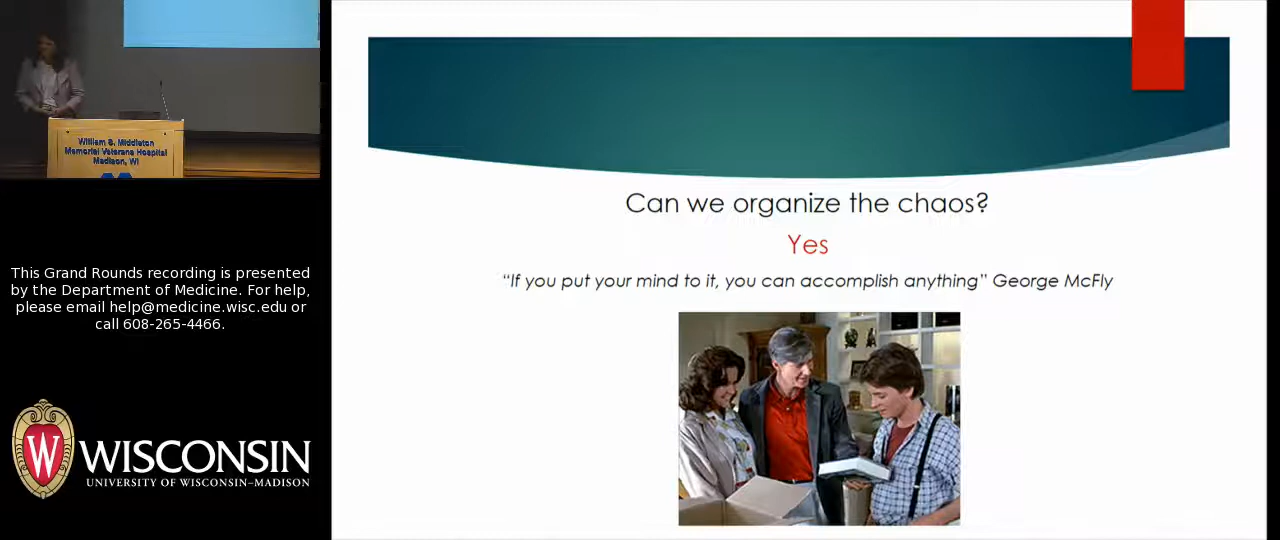 William S. Middleton
Memorial Veterans Hospital
Madison, WI
This Grand Rounds recording is presented
by the Department of Medicine. For help,
please email help@medicine.wisc.edu or
call 608-265-4466.
W
WISCONSIN
UNIVERSITY OF WISCONSIN–MADISON
Can we organize the chaos?
Yes
“If you put your mind to it, you can accomplish anything” George McFly